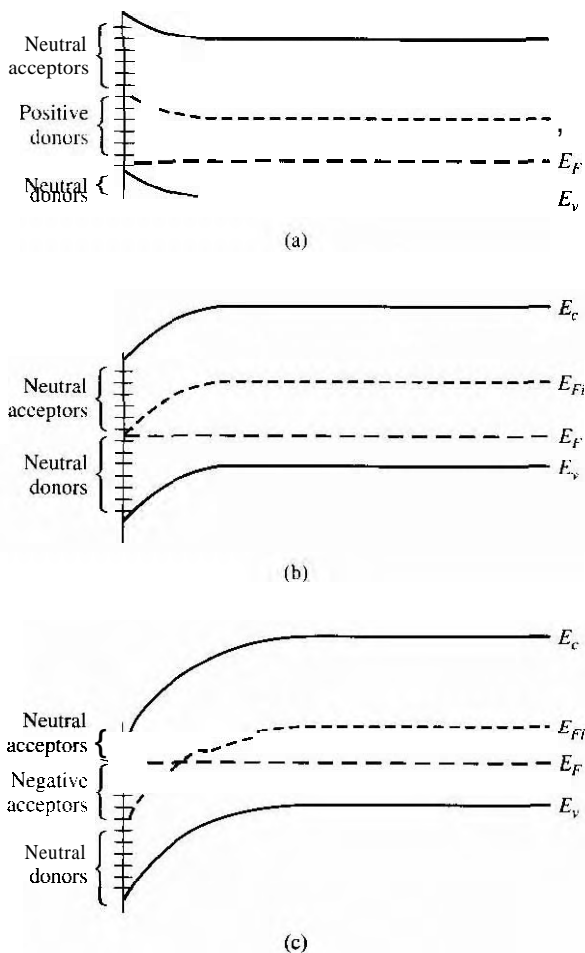 Neutral
acceptors
Positive
donors
,
E_F
Neutral
donors
E_v
(a)
E_c
Neutral
acceptors
E_Fi
E_F
Neutral
donors
E_v
(b)
E_c
Neutral
acceptors
E_Fi
E_F
Negative
acceptors
E_v
Neutral
donors
(c)